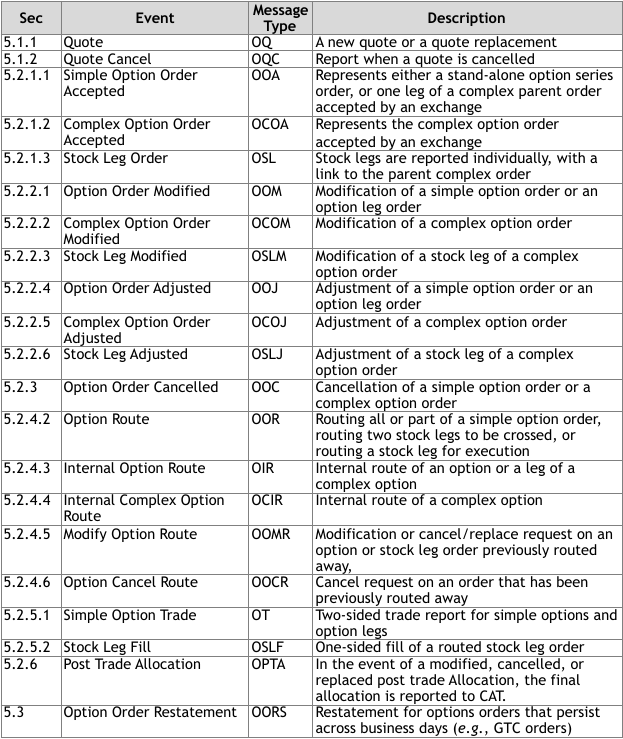 Sec Event Message Type Description
5.1.1 Quote OQ A new quote or a quote replacement
5.1.2 Quote Cancel OQC Report when a quote is cancelled
5.2.1.1 Simple Option Order OOA Represents either a stand-alone option series
Accepted order, or one leg of a complex parent order
accepted by an exchange
5.2.1.2 Complex Option Order OCOA Represents the complex option order
Accepted accepted by an exchange
5.2.1.3 Stock Leg Order OSL Stock legs are reported individually, with a
link to the parent complex order
5.2.2.1 Option Order Modified OOM Modification of a simple option order or an
option leg order
5.2.2.2 Complex Option Order OCOM Modification of a complex option order
Modified
5.2.2.3 Stock Leg Modified OSLM Modification of a stock leg of a complex
option order
5.2.2.4 Option Order Adjusted OOJ Adjustment of a simple option order or an
option leg order
5.2.2.5 Complex Option Order OCOJ Adjustment of a complex option order
Adjusted
5.2.2.6 Stock Leg Adjusted OSLJ Adjustment of a stock leg of a complex
option order
5.2.3 Option Order Cancelled OOC Cancellation of a simple option order or a
complex option order
5.2.4.2 Option Route OOR Routing all or part of a simple option order,
routing two stock legs to be crossed, or
routing a stock leg for execution
5.2.4.3 Internal Option Route OIR Internal route of an option or a leg of a
complex option
5.2.4.4 Internal Complex Option OCIR Internal route of a complex option
Route
5.2.4.5 Modify Option Route OOMR Modification or cancel/replace request on an
option or stock leg order previously routed
away,
5.2.4.6 Option Cancel Route OOCR Cancel request on an order that has been
previously routed away
5.2.5.1 Simple Option Trade OT Two-sided trade report for simple options and
option legs
5.2.5.2 Stock Leg Fill OSLF One-sided fill of a routed stock leg order
5.2.6 Post Trade Allocation OPTA In the event of a modified, cancelled, or
replaced post trade Allocation, the final
allocation is reported to CAT.
5.3 Option Order Restatement OORS Restatement for options orders that persist
across business days (e.g., GTC orders)